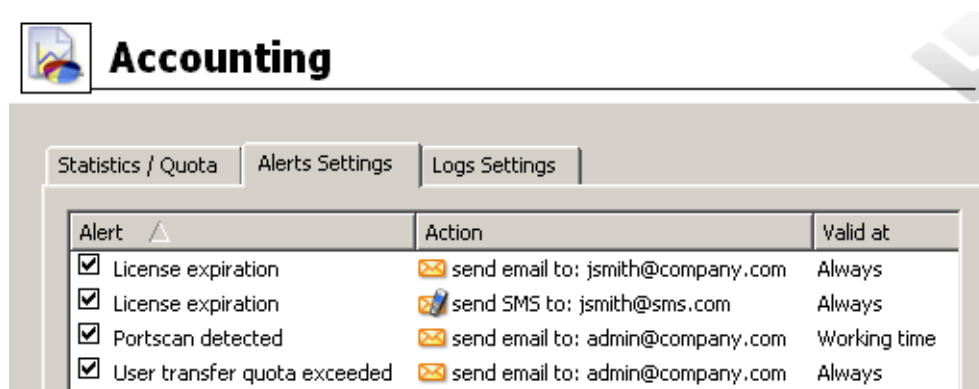 Accounting
Statistics / Quota Alerts Settings Logs Settings
Alert Action Valid at
License expiration send email to: jsmith@company.com Always
License expiration send SMS to: jsmith@sms.com Always
Portscan detected send email to: admin@company.com Working time
User transfer quota exceeded send email to: admin@company.com Always